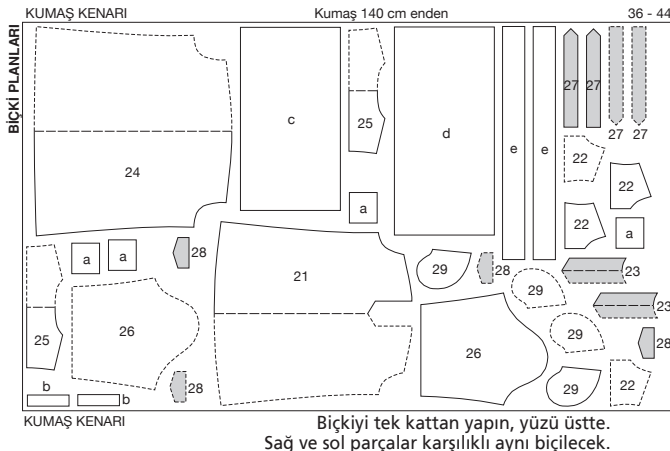 KUMAŞ KENARI Kumaş 140 cm enden 36 - 44
BİÇKİ PLANLARI
24
c
25
d
e
e
27
27
27
27
22
22
22
a
a
a
a
28
21
29
28
23
29
23
25
26
28
26
29
28
29
22
b
b
KUMAŞ KENARI
Biçkiyi tek kattan yapın, yüzü üstte.
Sağ ve sol parçalar karşılıklı aynı biçilecek.